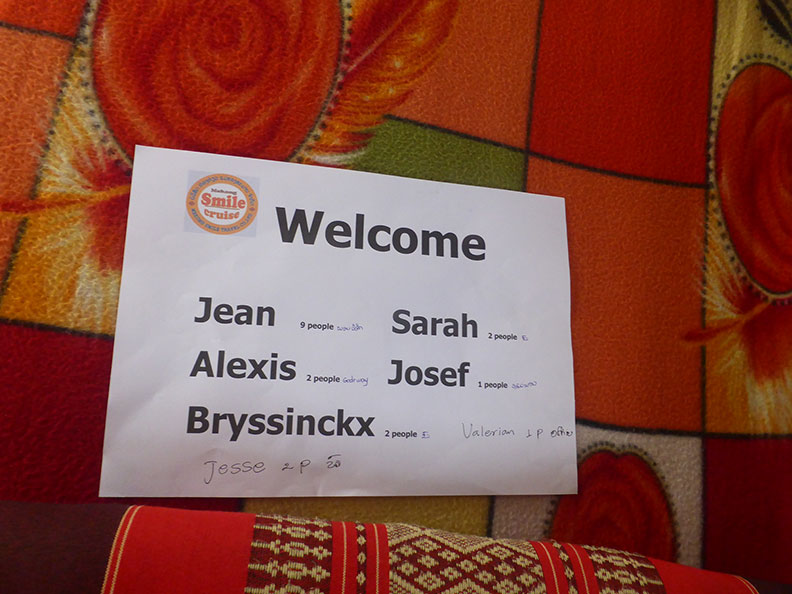 Mekong
Smile
Cruise
Welcome
Jean 9 people
Sarah 2 people
Alexis 2 people
Josef 1 people
Bryssinckx 2 people
Valerian 1 p
Jesse 2 p